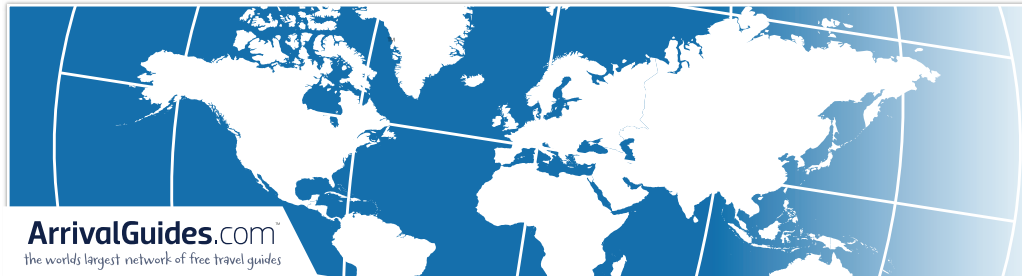 ArrivalGuides.com™
the worlds largest network of free travel guides